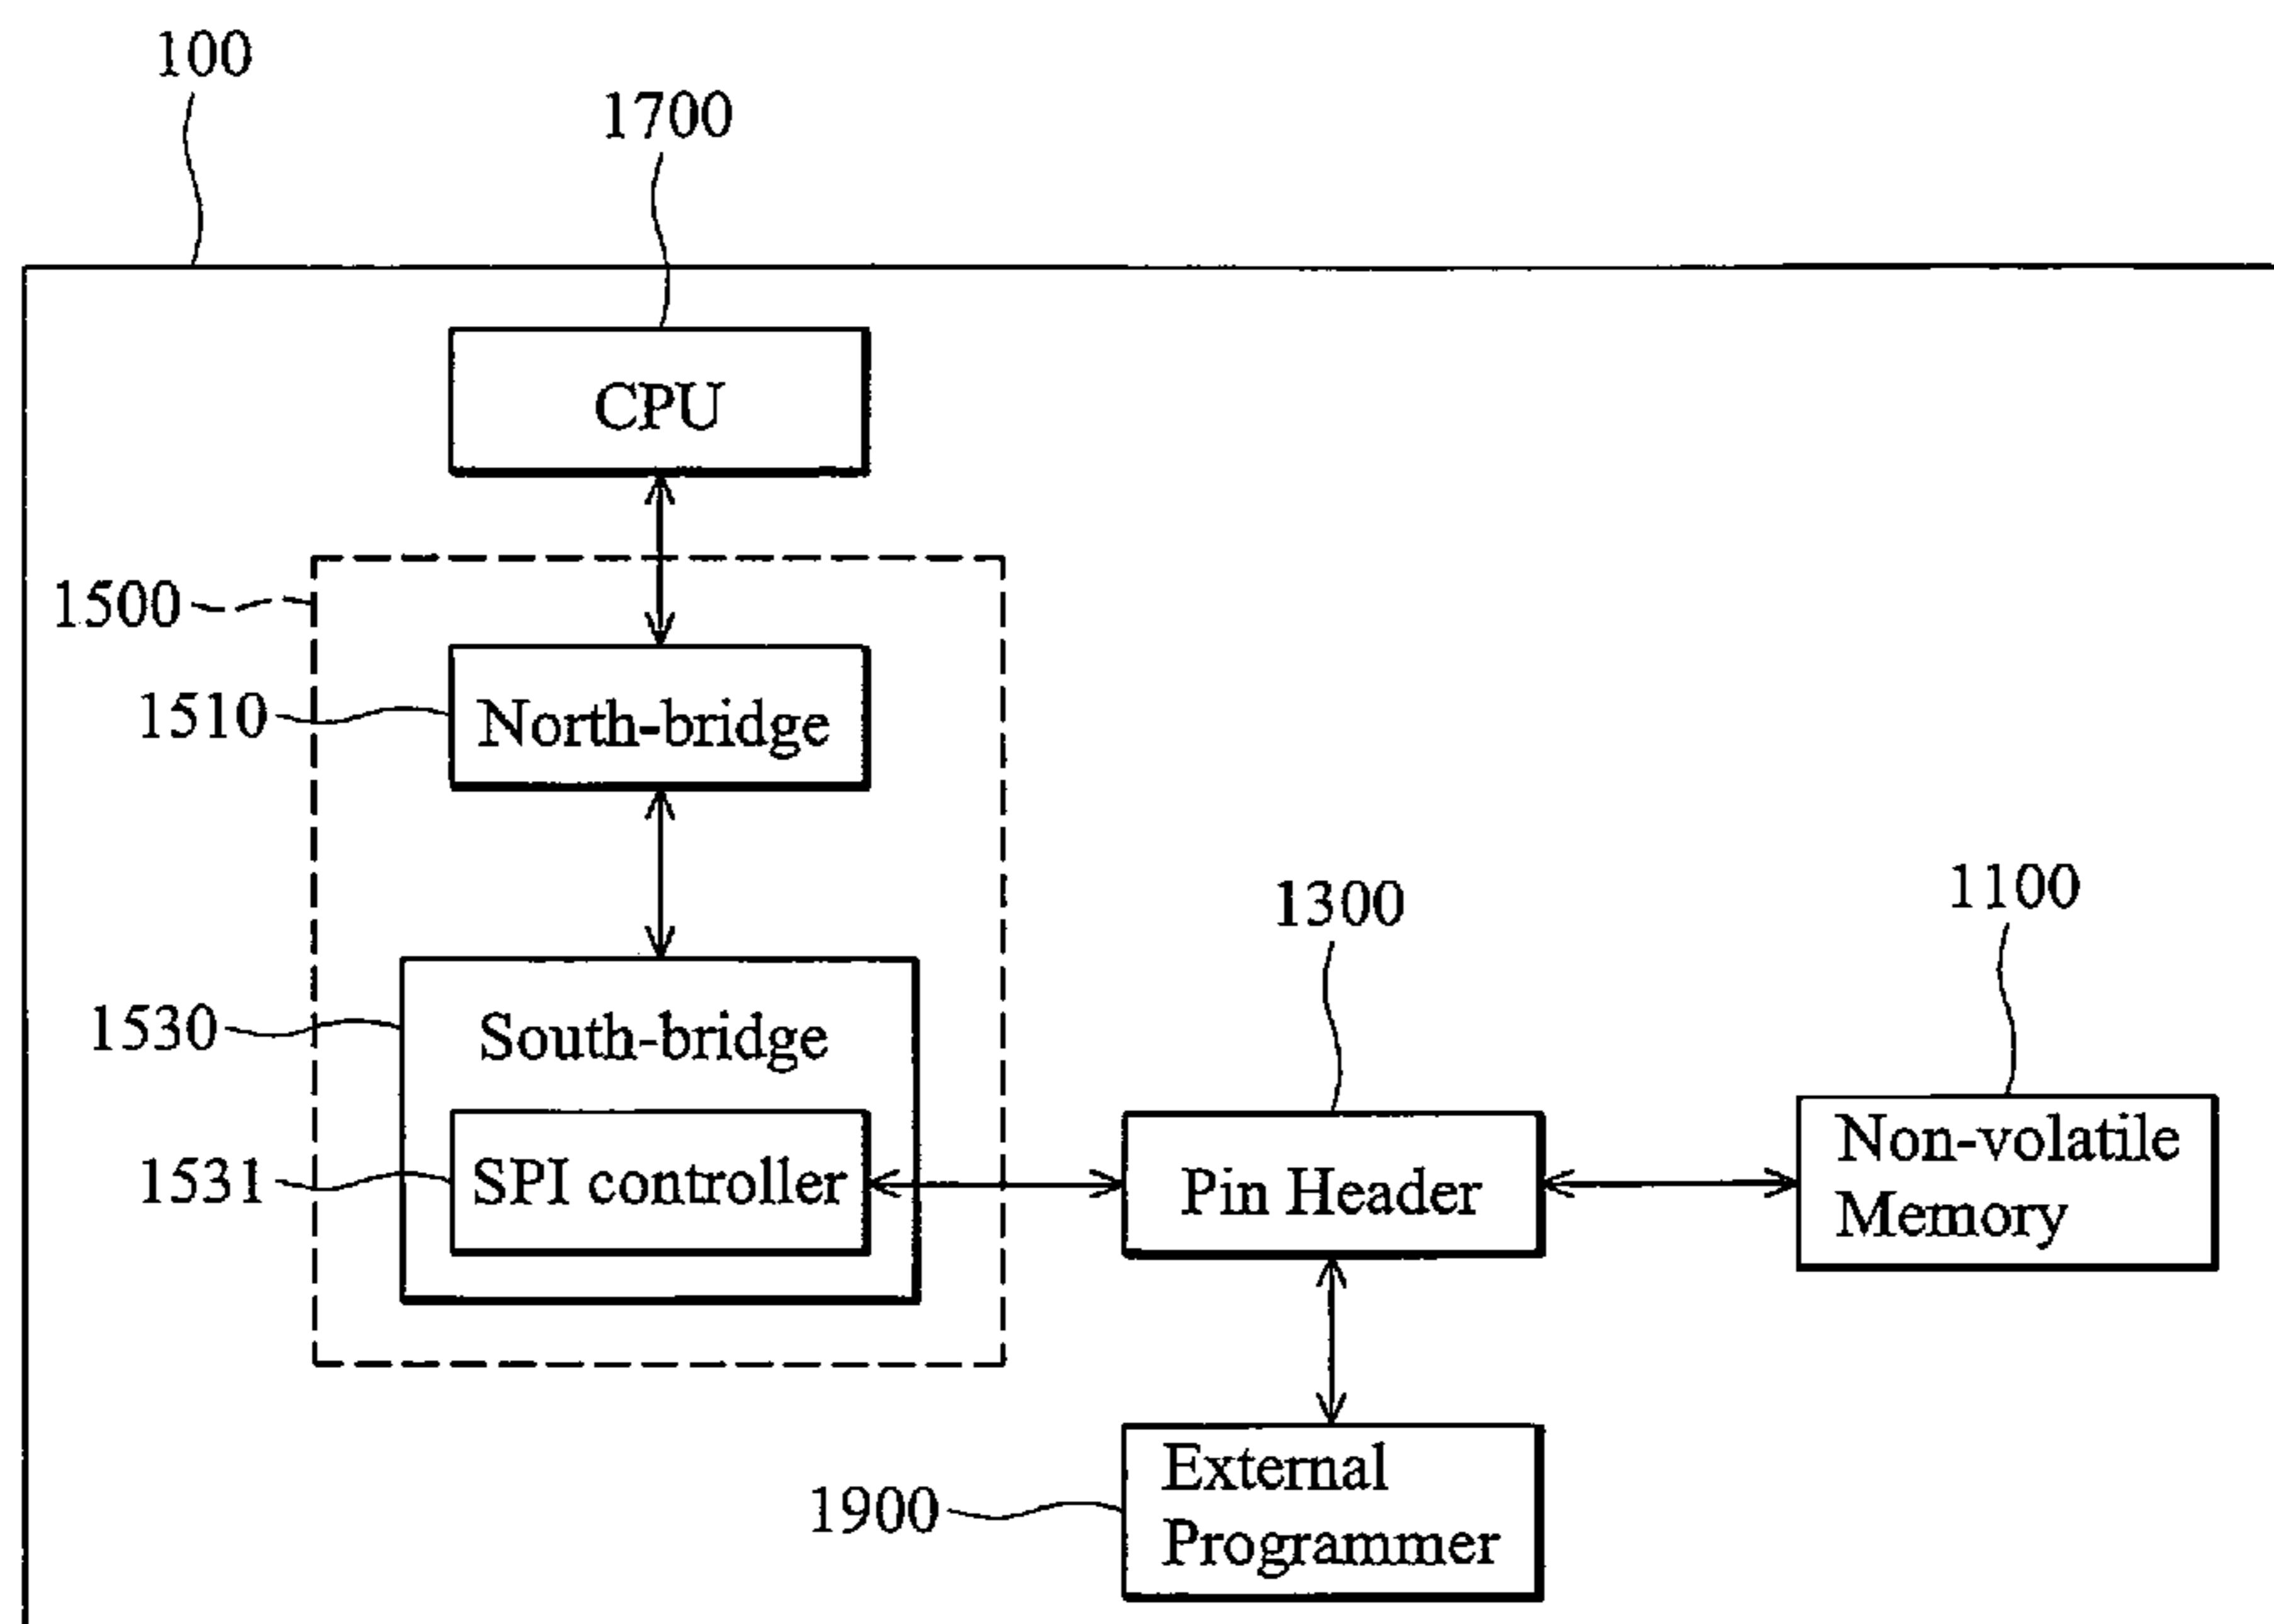 100
1700
CPU
1500
1510
North-bridge
1530
South-bridge
1531
SPI controller
1300
Pin Header
1100
Non-volatile
Memory
1900
External
Programmer